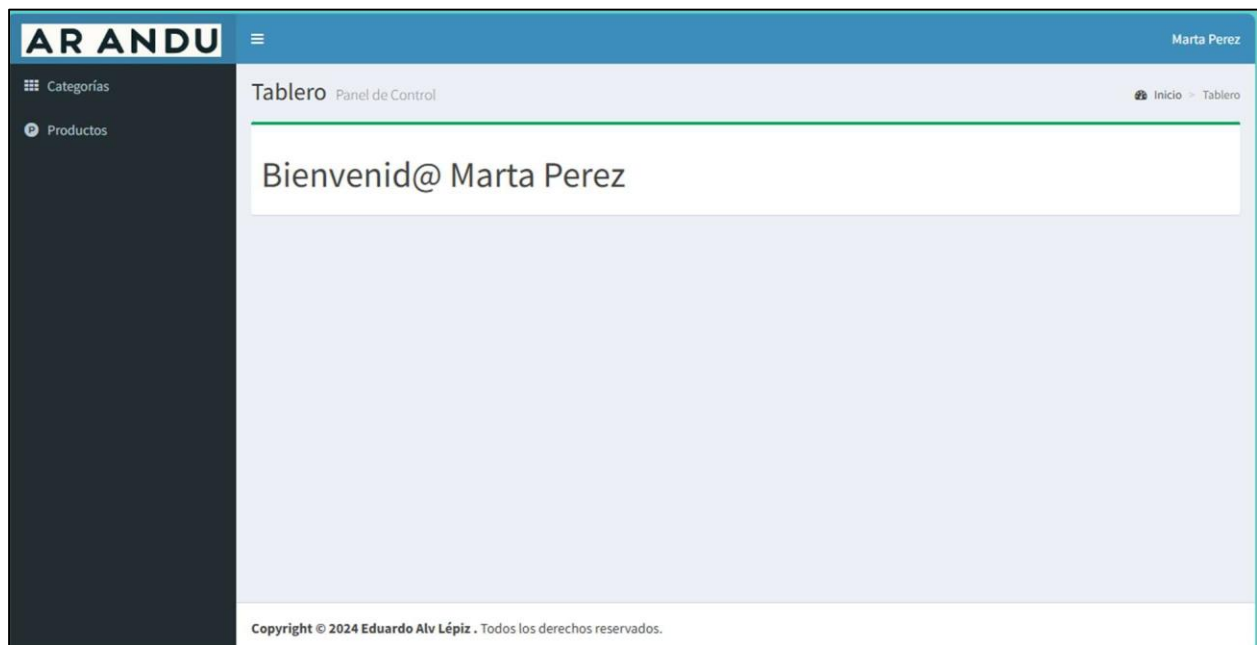 AR ANDU
Marta Perez
Categorías
Productos
Tablero Panel de Control
Inicio > Tablero
Bienvenid@ Marta Perez
Copyright © 2024 Eduardo Alv Lépiz . Todos los derechos reservados.